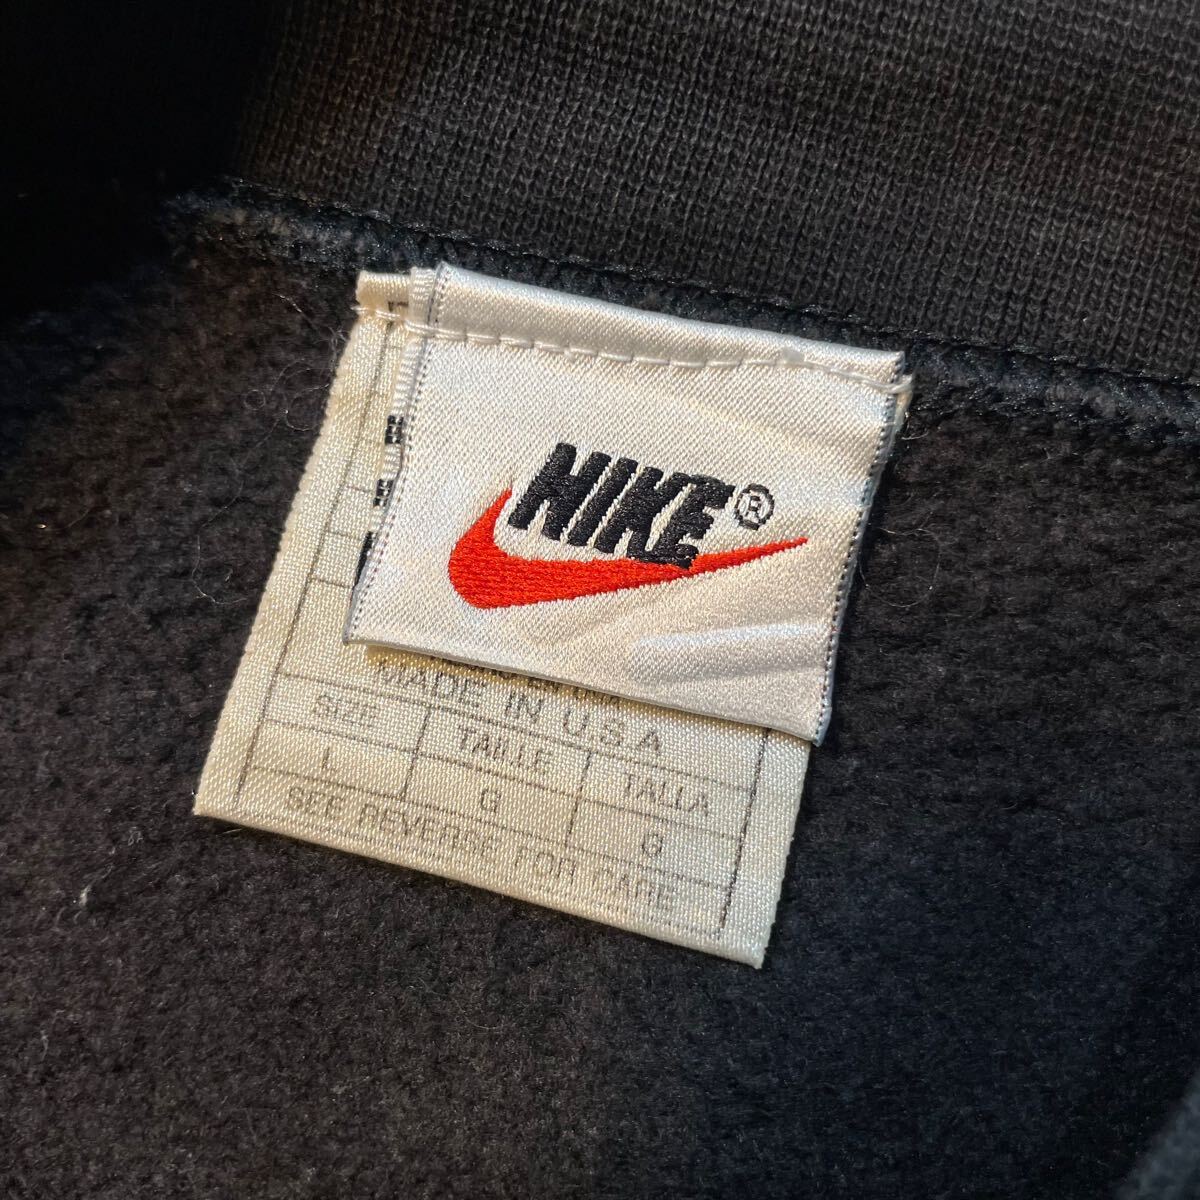 NIKE®
MADE IN U.S.A
SIZE TAILLE TALLA
L G G
SEE REVERSE FOR CARE